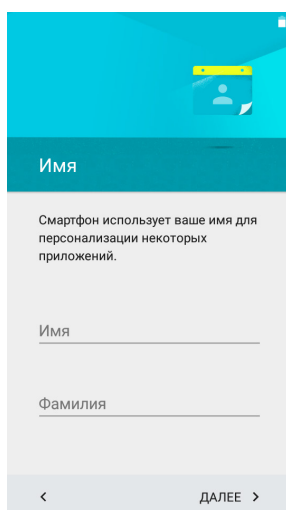 Имя
Смартфон использует ваше имя для
персонализации некоторых
приложений.
Имя
Фамилия
ДАЛЕЕ